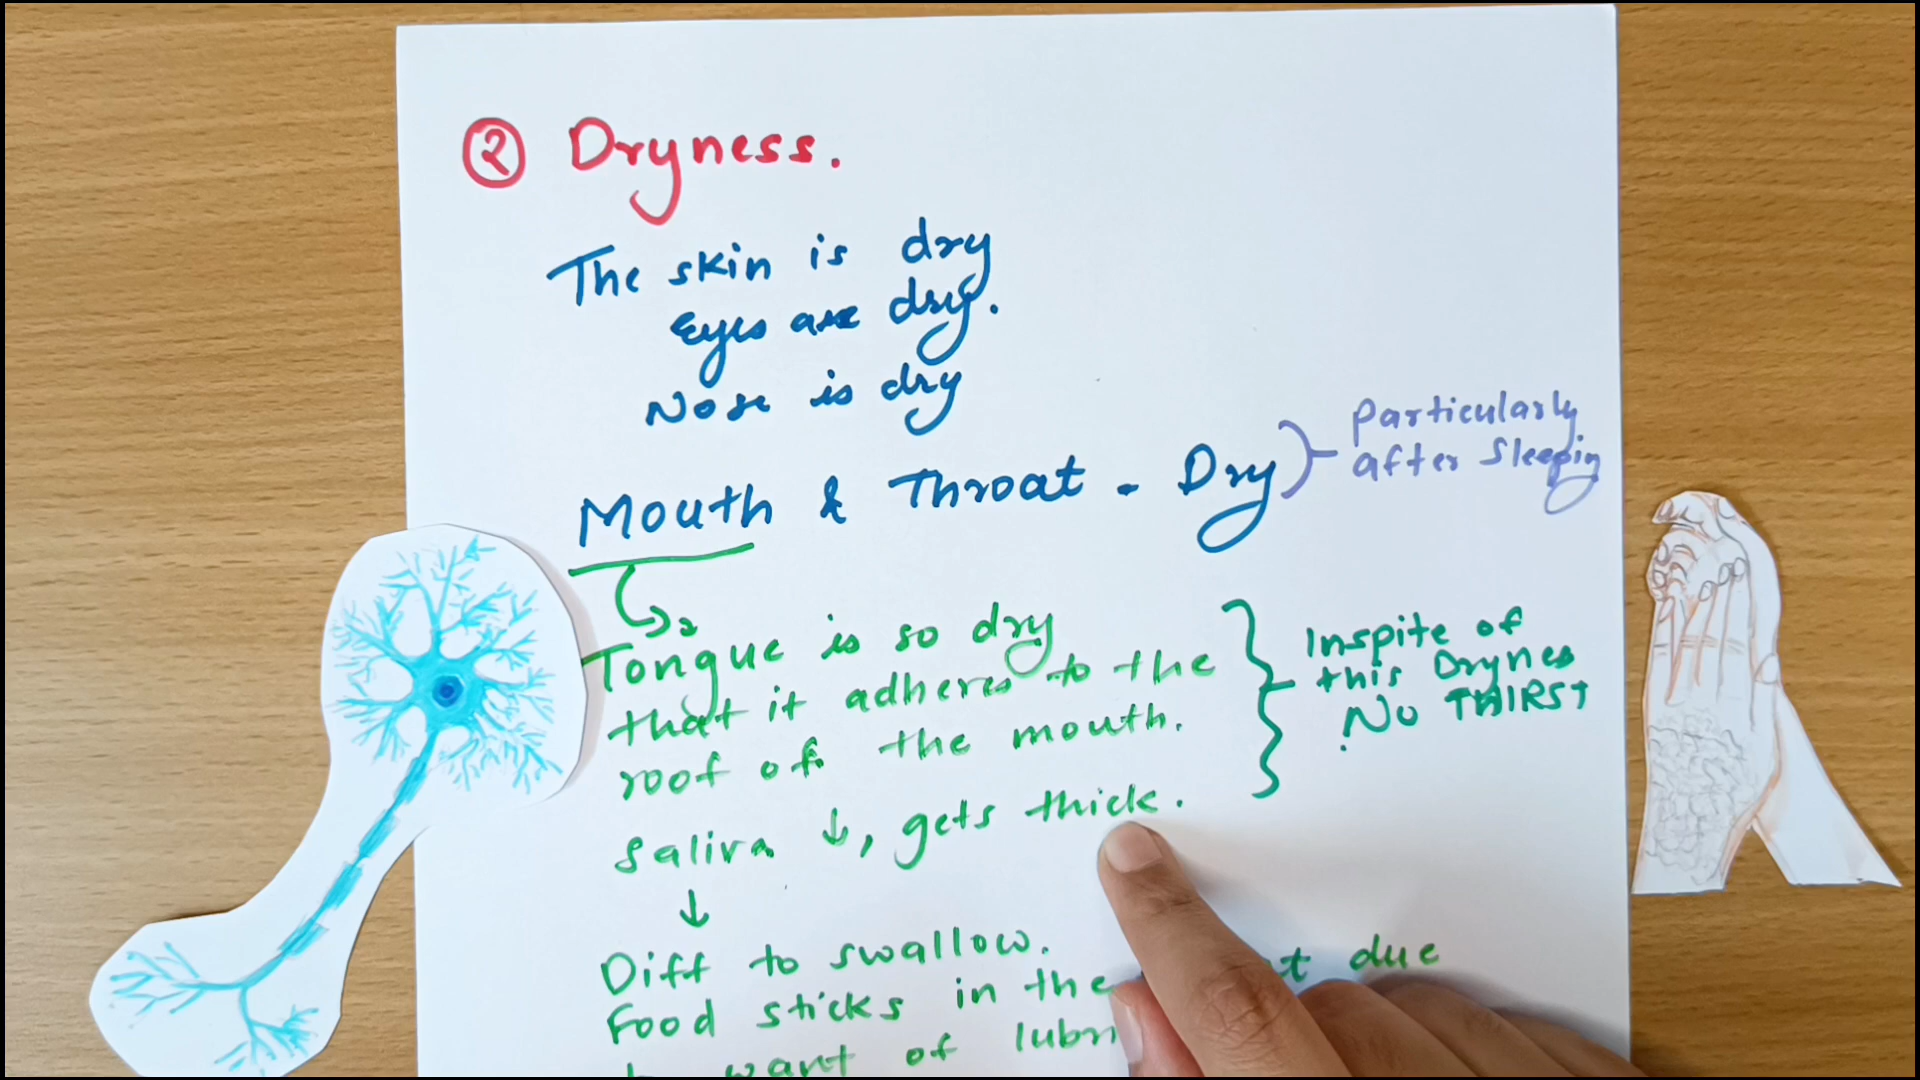 ② Dryness.
The skin is dry
Eyes are dry.
Nose is dry
Mouth & Throat - Dry
Particularly
after Sleeping
Tongue is so dry
that it adheres to the
roof of the mouth.
Inspite of
this Drynes
NO THIRST
Saliva ↓, gets thick.
↓
Diff to swallow.
Food sticks in the due
want of